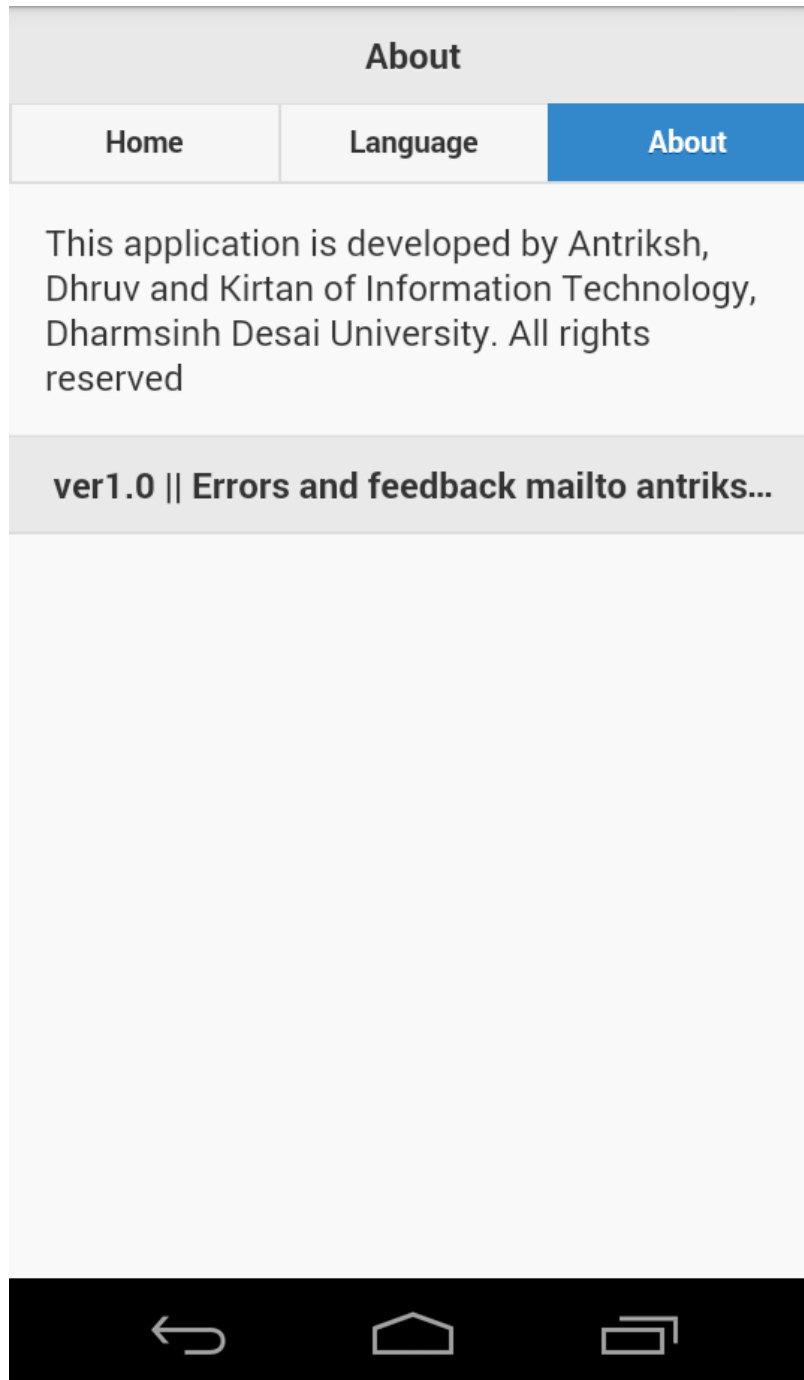 About
Home Language About
This application is developed by Antriksh,
Dhruv and Kirtan of Information Technology,
Dharmsinh Desai University. All rights
reserved
ver1.0 || Errors and feedback mailto antriks...